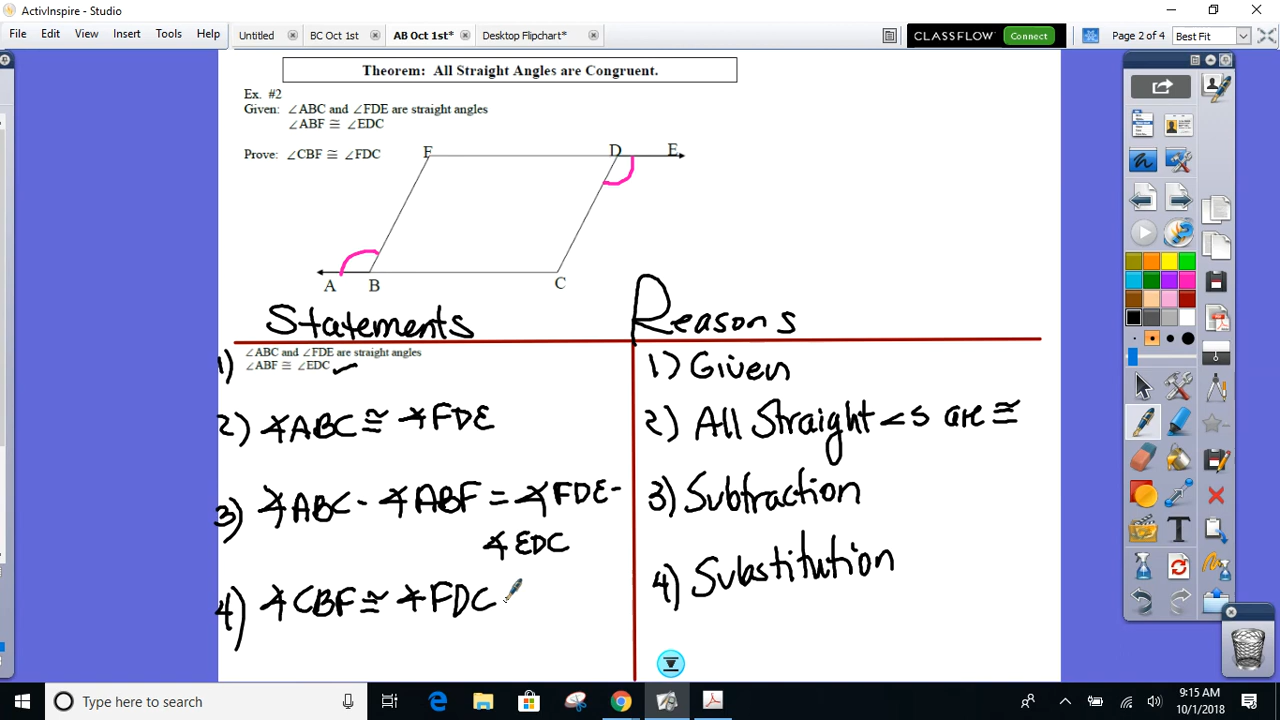 ActivInspire - Studio
File Edit View Insert Tools Help
Untitled
BC Oct 1st*
AB Oct 1st*
Desktop Flipchart*
CLASSFLOW Connect
Page 2 of 4
Best Fit
Theorem: All Straight Angles are Congruent.
Ex. #2
Given: ∠ABC and ∠FDE are straight angles
∠ABF ≅ ∠EDC
Prove: ∠CBF ≅ ∠FDC
F D E
A B C
Statements
Reasons
1) ∠ABC and ∠FDE are straight angles
∠ABF ≅ ∠EDC ✓
1) Given
2) ∡ABC ≅ ∡FDE
2) All Straight <s are ≅
3) ∡ABC - ∡ABF = ∡FDE -
∡EDC
3) Subtraction
4) ∡CBF ≅ ∡FDC
4) Substitution
Type here to search
9:15 AM
10/1/2018